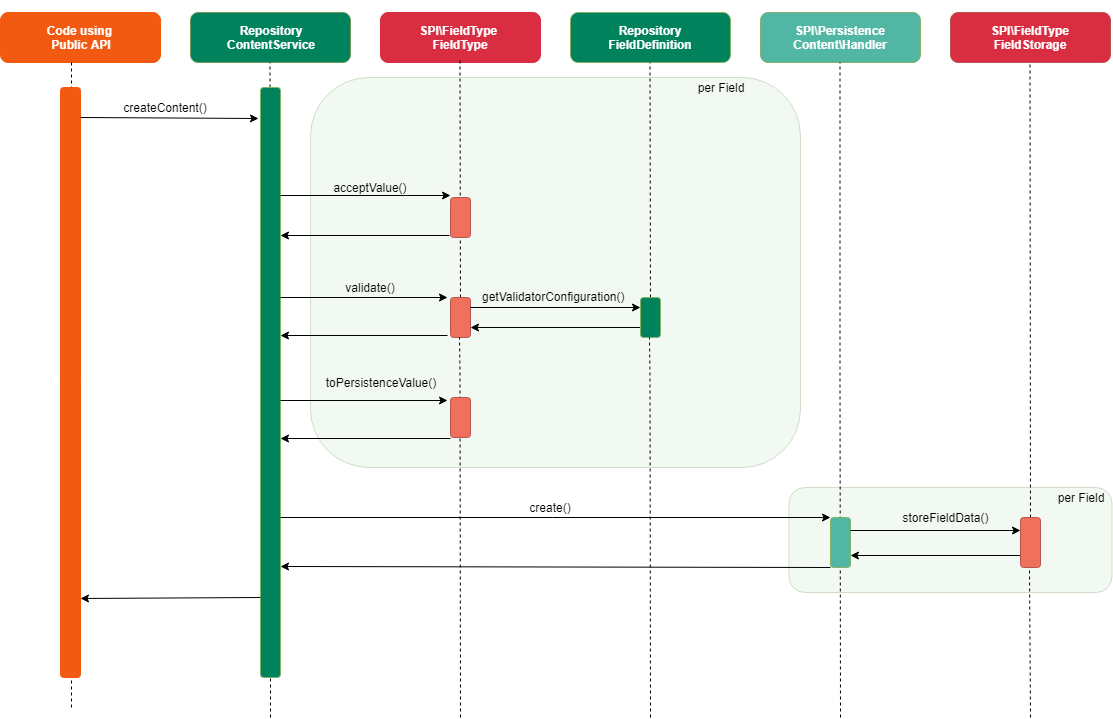 Code using
Public API
Repository
ContentService
SPI\FieldType
FieldType
Repository
FieldDefinition
SPI\Persistence
Content\Handler
SPI\FieldType
FieldStorage
per Field
createContent()
acceptValue()
validate()
getValidatorConfiguration()
toPersistenceValue()
per Field
create()
storeFieldData()